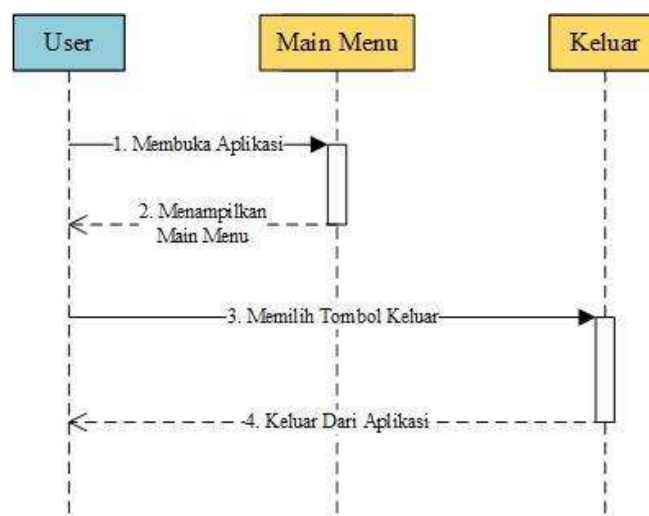 User
Main Menu
Keluar
1. Membuka Aplikasi
2. Menampilkan
Main Menu
3. Memilih Tombol Keluar
4. Keluar Dari Aplikasi